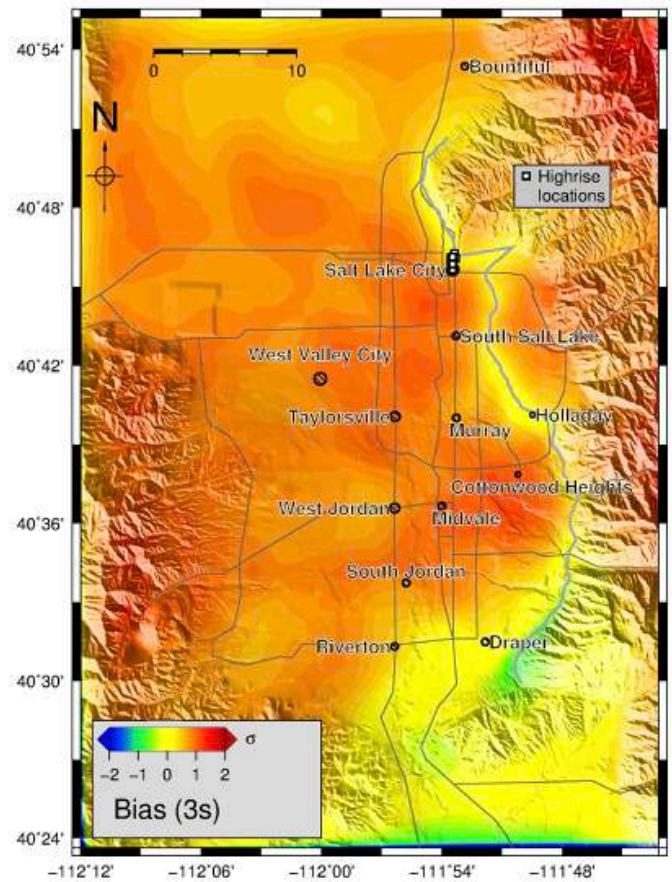 40˚54'
0 10
Bountiful
N
Highrise
locations
40˚48'
Salt Lake City
South Salt Lake
40˚42'
West Valley City
Taylorsville
Holladay
Murray
Cottonwood Heights
40˚36'
West Jordan
Midvale
South Jordan
Riverton
Draper
40˚30'
σ
−2 −1 0 1 2
Bias (3s)
40˚24'
−112˚12' −112˚06' −112˚00' −111˚54' −111˚48'